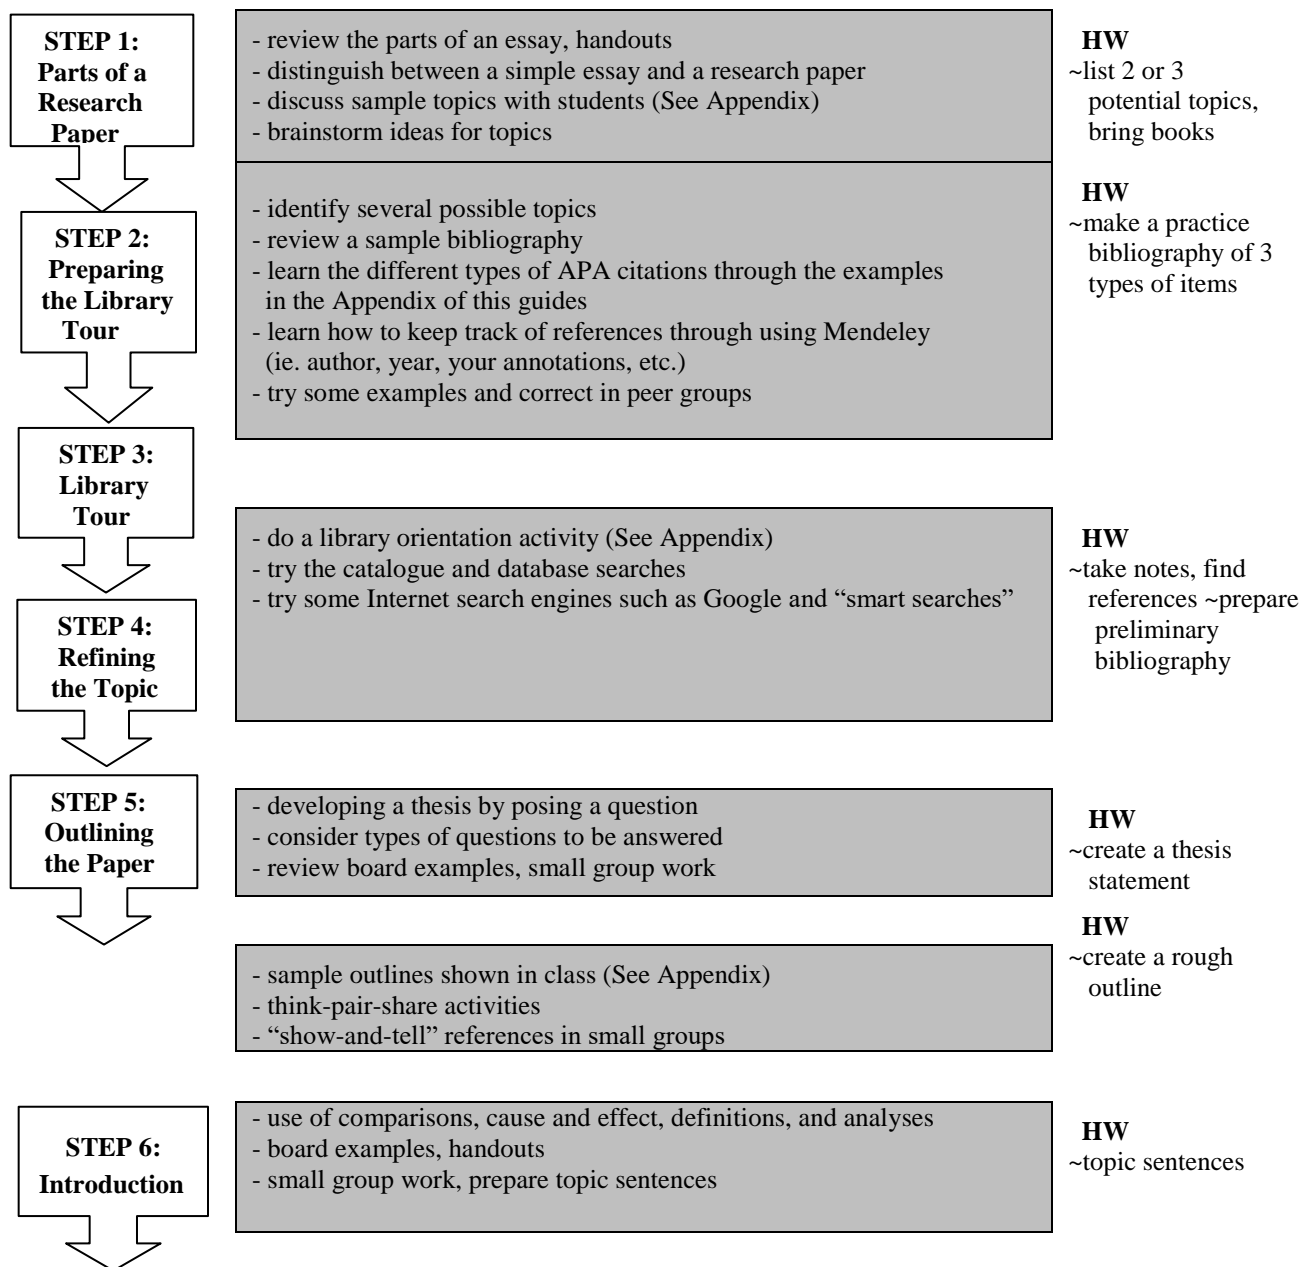 STEP 1:
Parts of a
Research
Paper
- review the parts of an essay, handouts
- distinguish between a simple essay and a research paper
- discuss sample topics with students (See Appendix)
- brainstorm ideas for topics
HW
~list 2 or 3
potential topics,
bring books
STEP 2:
Preparing
the Library
Tour
- identify several possible topics
- review a sample bibliography
- learn the different types of APA citations through the examples
in the Appendix of this guides
- learn how to keep track of references through using Mendeley
(ie. author, year, your annotations, etc.)
- try some examples and correct in peer groups
HW
~make a practice
bibliography of 3
types of items
STEP 3:
Library
Tour
- do a library orientation activity (See Appendix)
- try the catalogue and database searches
- try some Internet search engines such as Google and “smart searches”
HW
~take notes, find
references ~prepare
preliminary
bibliography
STEP 4:
Refining
the Topic
STEP 5:
Outlining
the Paper
- developing a thesis by posing a question
- consider types of questions to be answered
- review board examples, small group work
HW
~create a thesis
statement
- sample outlines shown in class (See Appendix)
- think-pair-share activities
- “show-and-tell” references in small groups
HW
~create a rough
outline
STEP 6:
Introduction
- use of comparisons, cause and effect, definitions, and analyses
- board examples, handouts
- small group work, prepare topic sentences
HW
~topic sentences